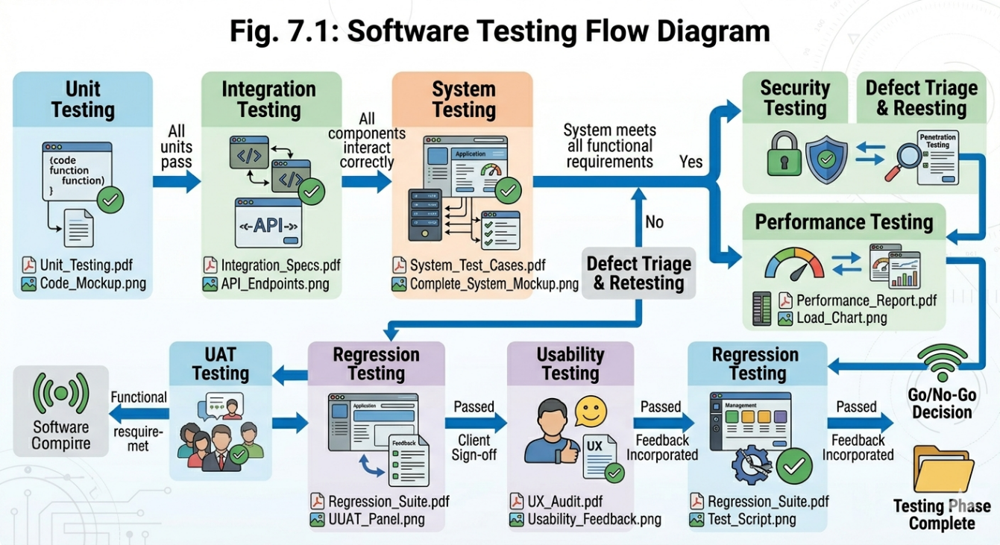 Fig. 7.1: Software Testing Flow Diagram
Unit
Testing
{code
function
function)
}
Unit_Testing.pdf
Code_Mockup.png
All
units
pass
Integration
Testing
</>
</>
<-API->>
Integration_Specs.pdf
API_Endpoints.png
All
components
interact
correctly
System
Testing
Application
System_Test_Cases.pdf
Complete_System_Mockup.png
System meets
all functional
requirements
Yes
No
Defect Triage
& Retesting
Security
Testing
Defect Triage
& Reesting
Penetration
Testing
Performance Testing
Performance_Report.pdf
Load_Chart.png
Software
Compirre
Functional
resquire-
met
UAT
Testing
Regression
Testing
Application
Feedback
Regression_Suite.pdf
UUAT_Panel.png
Passed
Client
Sign-off
Usability
Testing
UX
UX_Audit.pdf
Usability_Feedback.png
Passed
Feedback
Incorporated
Regression
Testing
Management
Regression_Suite.pdf
Test_Script.png
Passed
Feedback
Incorporated
Go/No-Go
Decision
Testing Phase
Complete